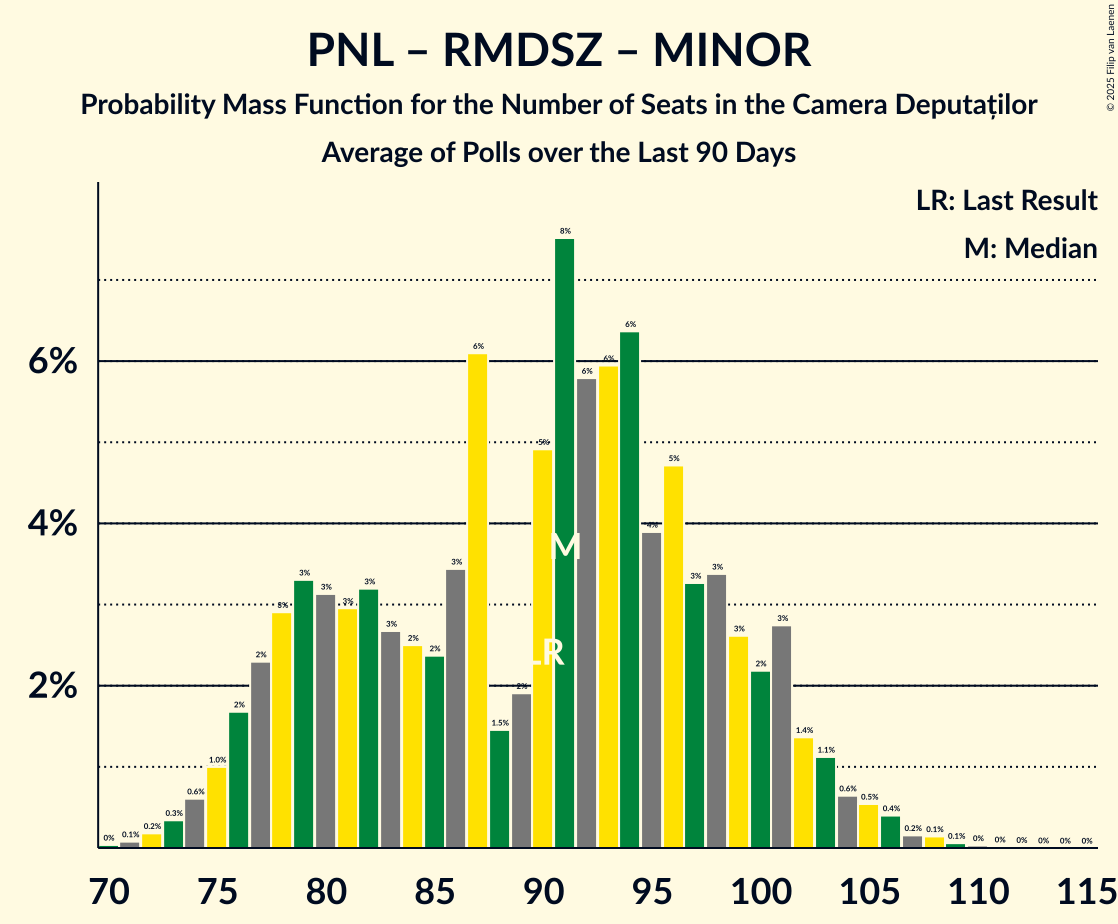 PNL – RMDSZ – MINOR
Probability Mass Function for the Number of Seats in the Camera Deputaților
Average of Polls over the Last 90 Days
© 2025 Filip van Laenen
LR: Last Result
M: Median
6%
4%
2%
0% 0.1% 0.2% 0.3% 0.6% 1.0% 2% 2% 3% 3% 3% 3% 3% 3% 2% 2% 3% 6% 1.5% 2% 5% 8% 6% 6% 6% 4% 5% 3% 3% 3% 2% 3% 1.4% 1.1% 0.6% 0.5% 0.4% 0.2% 0.1% 0.1% 0% 0% 0% 0% 0% 0%
M
LR
70 75 80 85 90 95 100 105 110 115